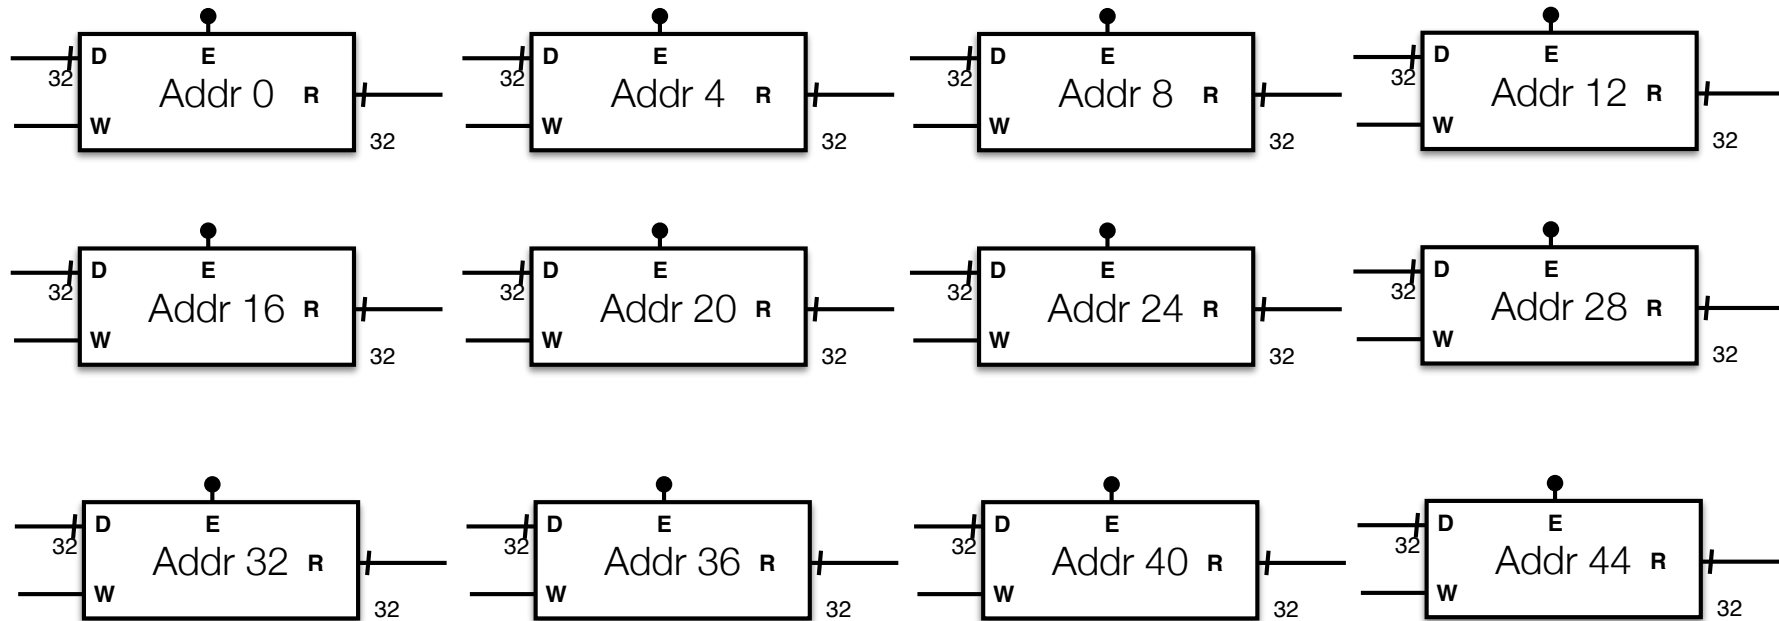 D E D E D E D E
32 Addr 0 R 32 Addr 4 R 32 Addr 8 R 32 Addr 12 R
W 32 W 32 W 32 W 32
D E D E D E D E
32 Addr 16 R 32 Addr 20 R 32 Addr 24 R 32 Addr 28 R
W 32 W 32 W 32 W 32
D E D E D E D E
32 Addr 32 R 32 Addr 36 R 32 Addr 40 R 32 Addr 44 R
W 32 W 32 W 32 W 32